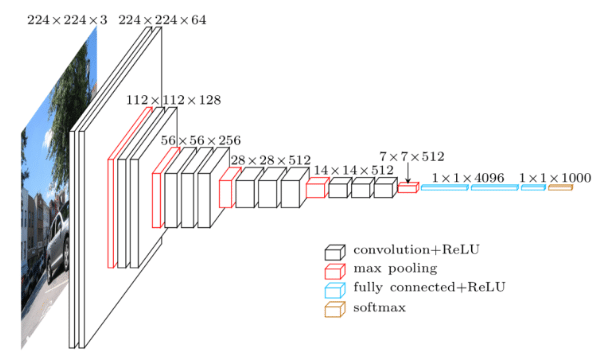 224×224×3
224×224×64
112×112×128
56×56×256
28×28×512
14×14×512
7×7×512
1×1×4096
1×1×1000
convolution+ReLU
max pooling
fully connected+ReLU
softmax